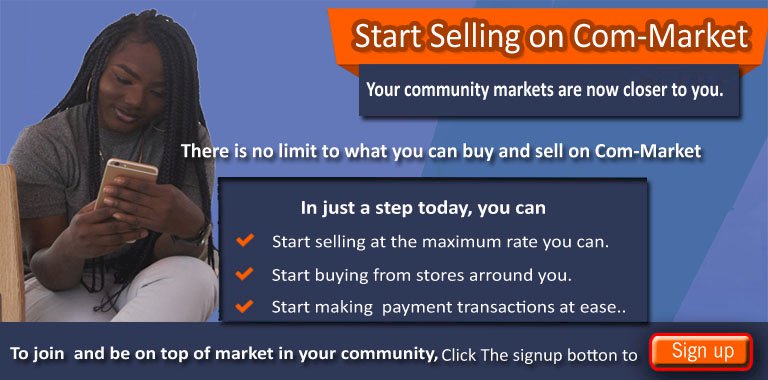 Start Selling on Com-Market
Your community markets are now closer to you.
There is no limit to what you can buy and sell on Com-Market
In just a step today, you can
Start selling at the maximum rate you can.
Start buying from stores arround you.
Start making payment transactions at ease..
To join and be on top of market in your community, Click The signup botton to
Sign up